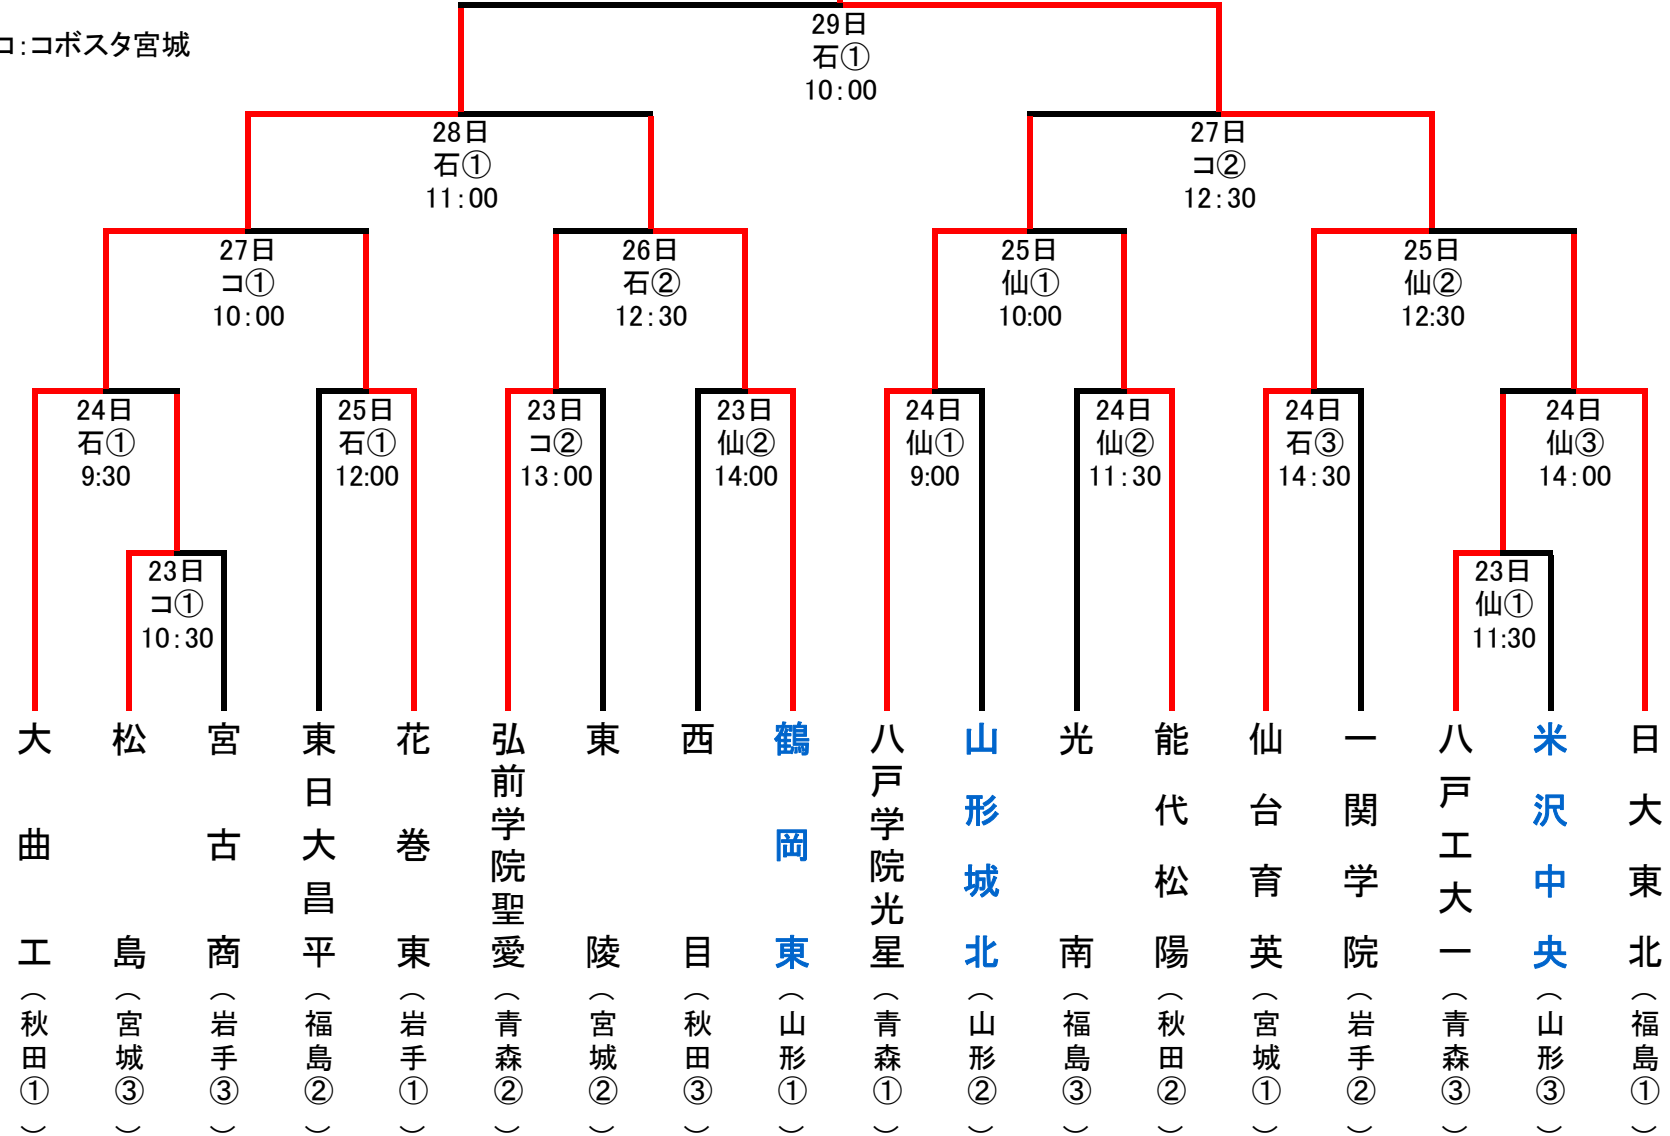 コ：コボスタ宮城
29日
石①
10：00
28日
石①
11：00
27日
コ②
12：30
27日
コ①
10：00
26日
石②
12：30
25日
仙①
10:00
25日
仙②
12:30
24日
石①
9:30
25日
石①
12:00
23日
コ②
13：00
23日
仙②
14:00
24日
仙①
9:00
24日
仙②
11：30
24日
石③
14：30
24日
仙③
14：00
23日
コ①
10：30
23日
仙①
11:30
大曲工（秋田①）
松島（宮城③）
宮古商（岩手③）
東日大昌平（福島②）
花巻東（岩手①）
弘前学院聖愛（青森②）
東陵（宮城②）
西目（秋田③）
鶴岡東（山形①）
八戸学院光星（青森①）
山形城北（山形②）
光南（福島③）
能代松陽（秋田②）
仙台育英（宮城①）
一関学院（岩手②）
八戸工大一（青森③）
米沢中央（山形③）
日大東北（福島①）